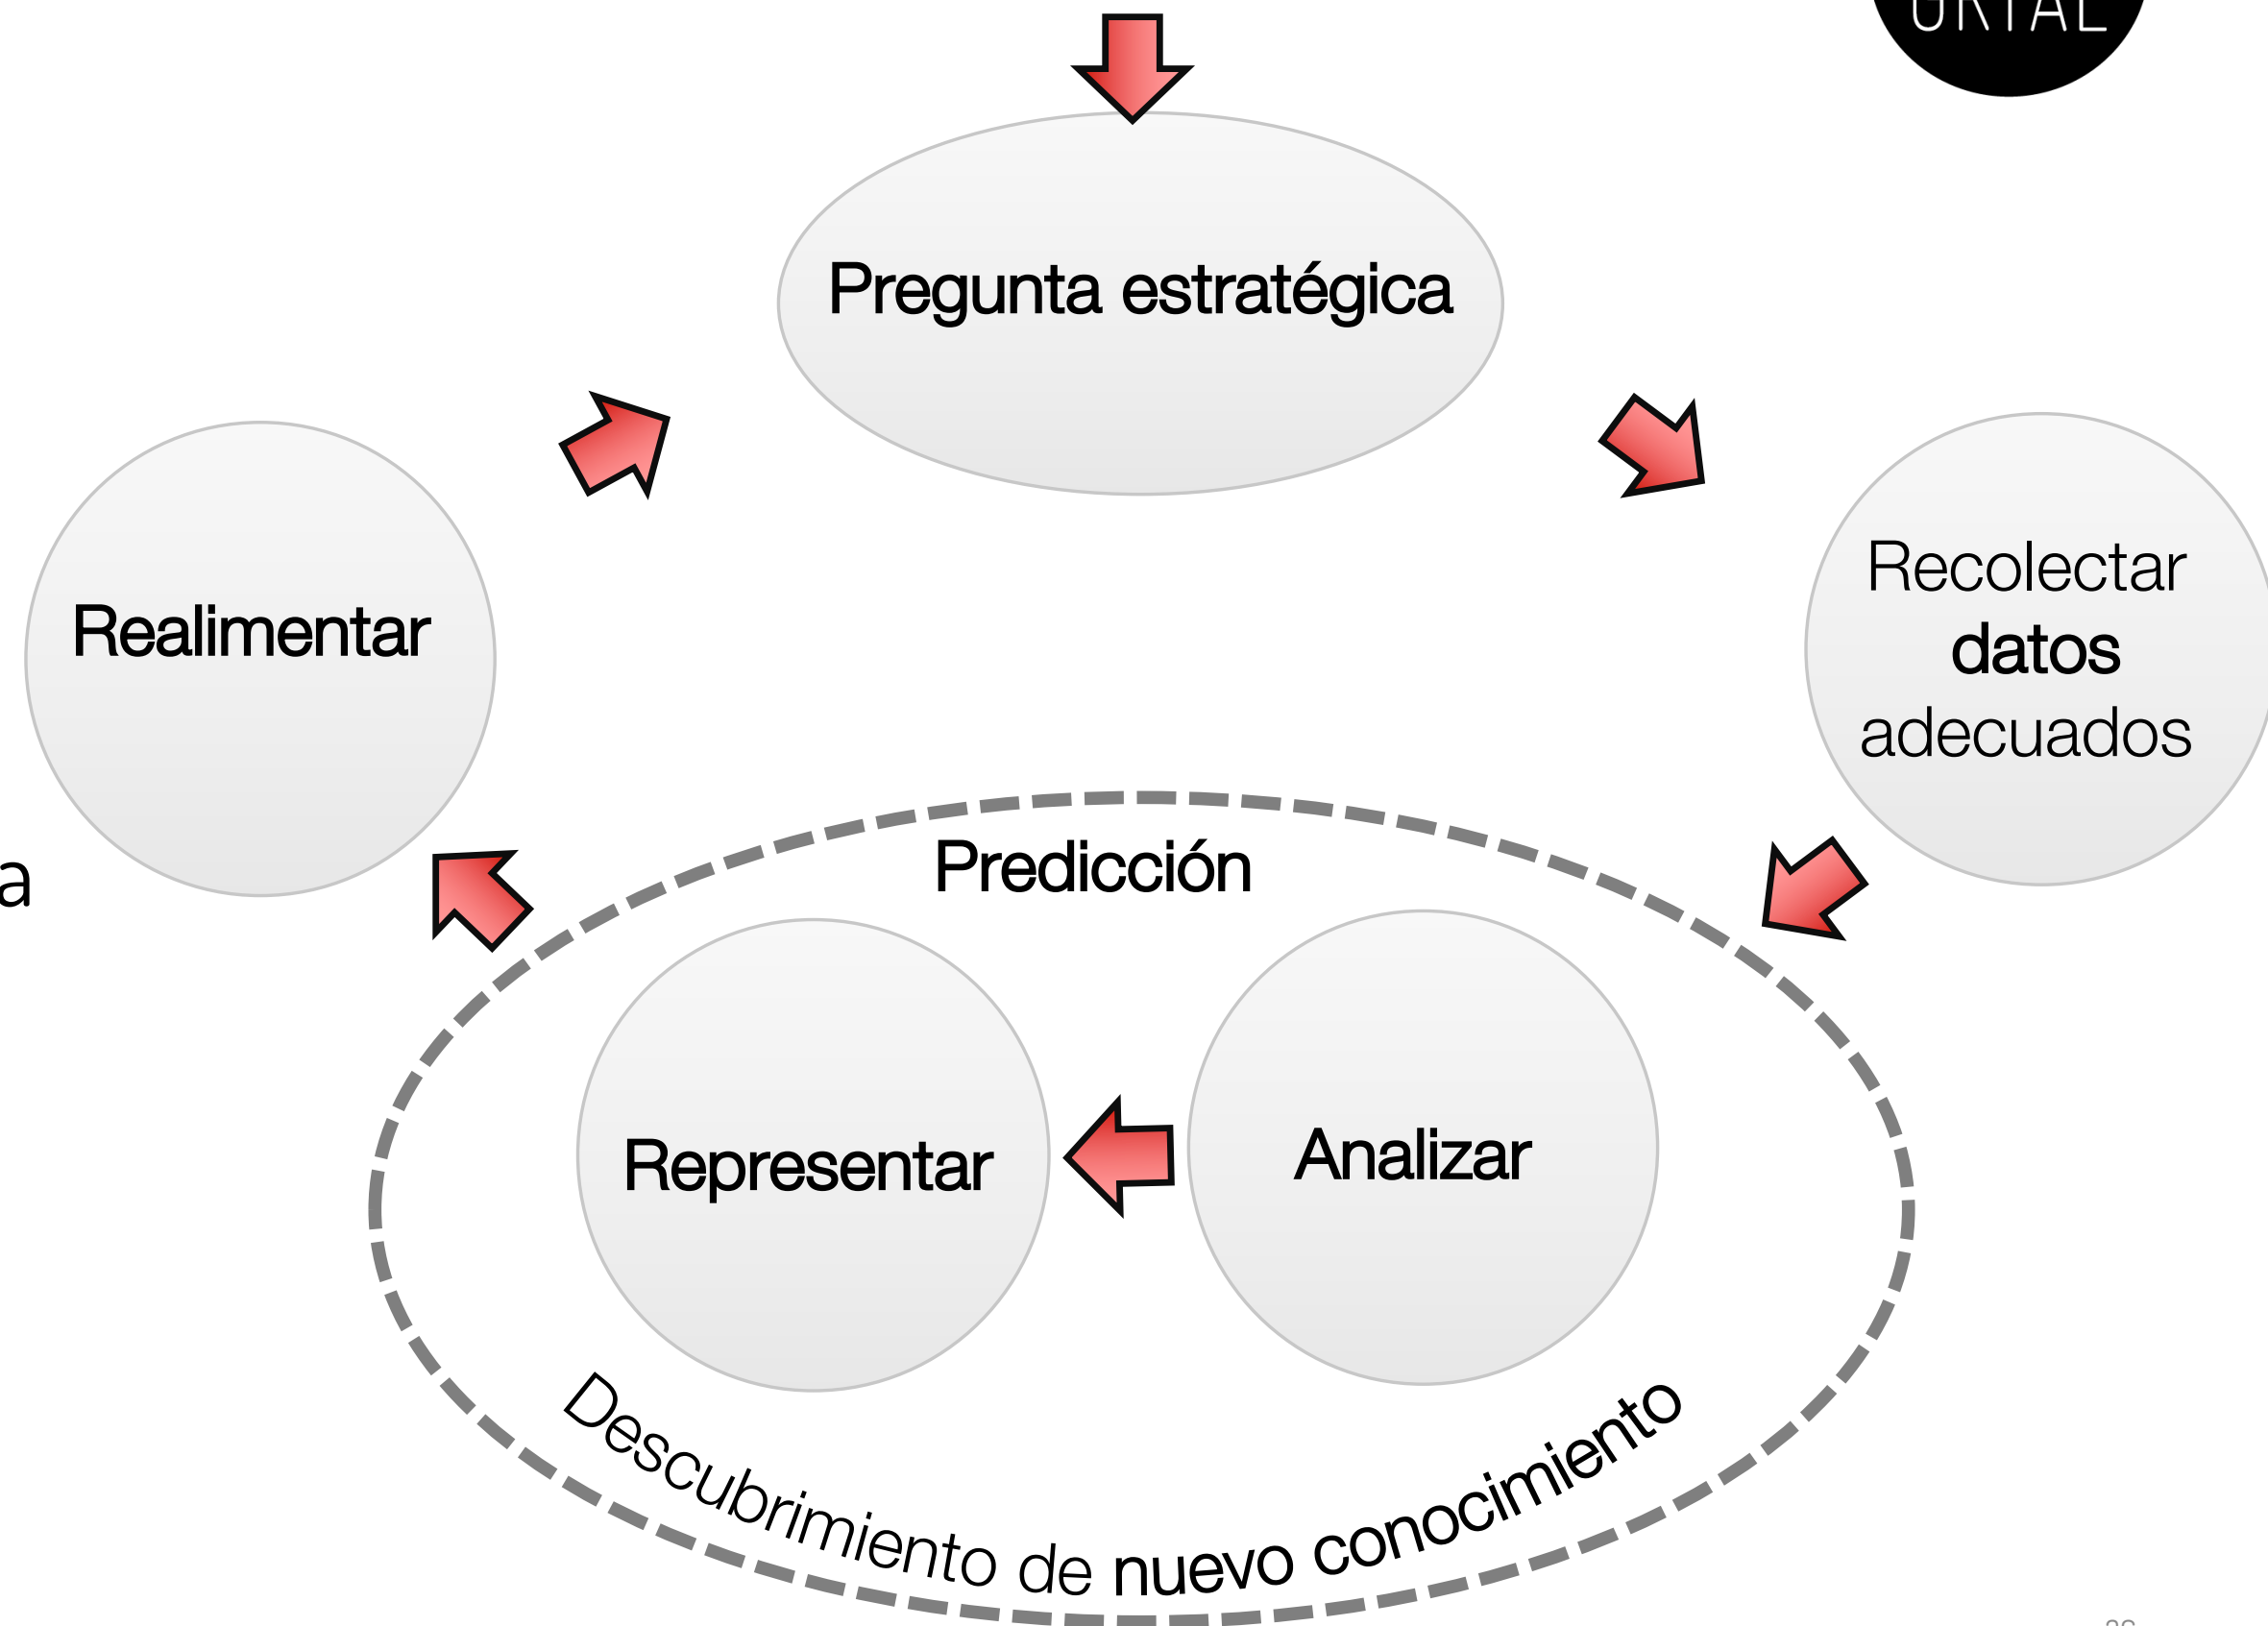 Pregunta estratégica
Realimentar
Recolectar
datos
adecuados
a
Predicción
Representar
Analizar
Descubrimiento de nuevo conocimiento